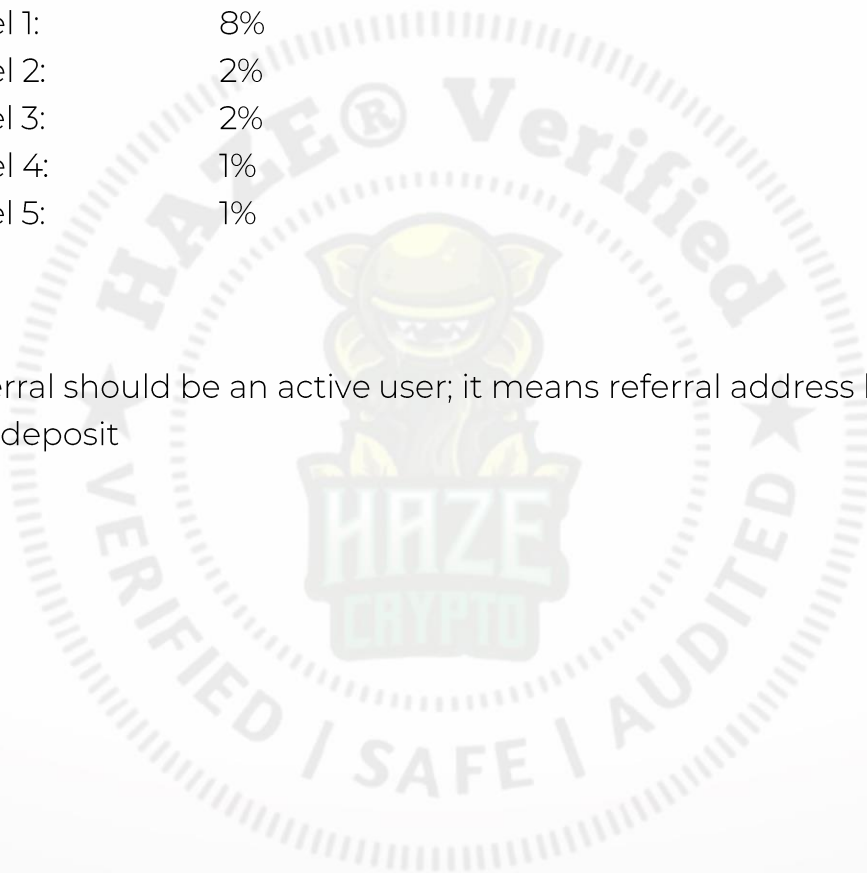 el 1: 8%
el 2: 2%
el 3: 2%
el 4: 1%
el 5: 1%
HAZE® Verified
erral should be an active user; it means referral address
deposit
HAZE
CRYPTO
VERIFIED | SAFE | AUDITED